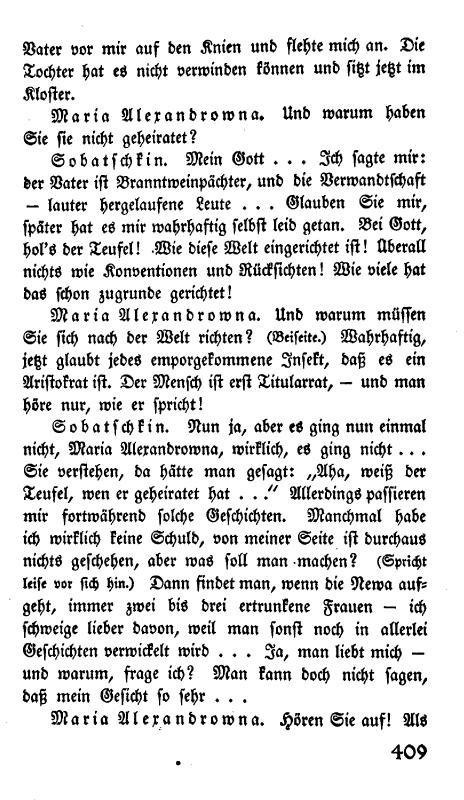 Vater vor mir auf den Knien und flehte mich an. Die
Tochter hat es nicht verwinden können und sitzt jetzt im
Kloster.
Maria Alexandrowna. Und warum haben
Sie sie nicht geheiratet?
Sobatschkin. Mein Gott . . . Ich sagte mir:
der Vater ist Branntweinpächter, und die Verwandtschaft
— lauter hergelaufene Leute . . . Glauben Sie mir,
später hat es mir wahrhaftig selbst leid getan. Bei Gott,
hol's der Teufel! Wie diese Welt eingerichtet ist! Überall
nichts wie Konventionen und Rücksichten! Wie viele hat
das schon zugrunde gerichtet!
Maria Alexandrowna. Und warum müssen
Sie sich nach der Welt richten? (Beiseite.) Wahrhaftig,
jetzt glaubt jedes emporgekommene Insekt, daß es ein
Aristokrat ist. Der Mensch ist erst Titularrat, — und man
höre nur, wie er spricht!
Sobatschkin. Nun ja, aber es ging nun einmal
nicht, Maria Alexandrowna, wirklich, es ging nicht . . .
Sie verstehen, da hätte man gesagt: „Aha, weiß der
Teufel, wen er geheiratet hat . . .“ Allerdings passieren
mir fortwährend solche Geschichten. Manchmal habe
ich wirklich keine Schuld, von meiner Seite ist durchaus
nichts geschehen, aber was soll man machen? (Spricht
leise vor sich hin.) Dann findet man, wenn die Newa auf-
geht, immer zwei bis drei ertrunkene Frauen — ich
schweige lieber davon, weil man sonst noch in allerlei
Geschichten verwickelt wird . . . Ja, man liebt mich —
und warum, frage ich? Man kann doch nicht sagen,
daß mein Gesicht so sehr . . .
Maria Alexandrowna. Hören Sie auf! Als
409